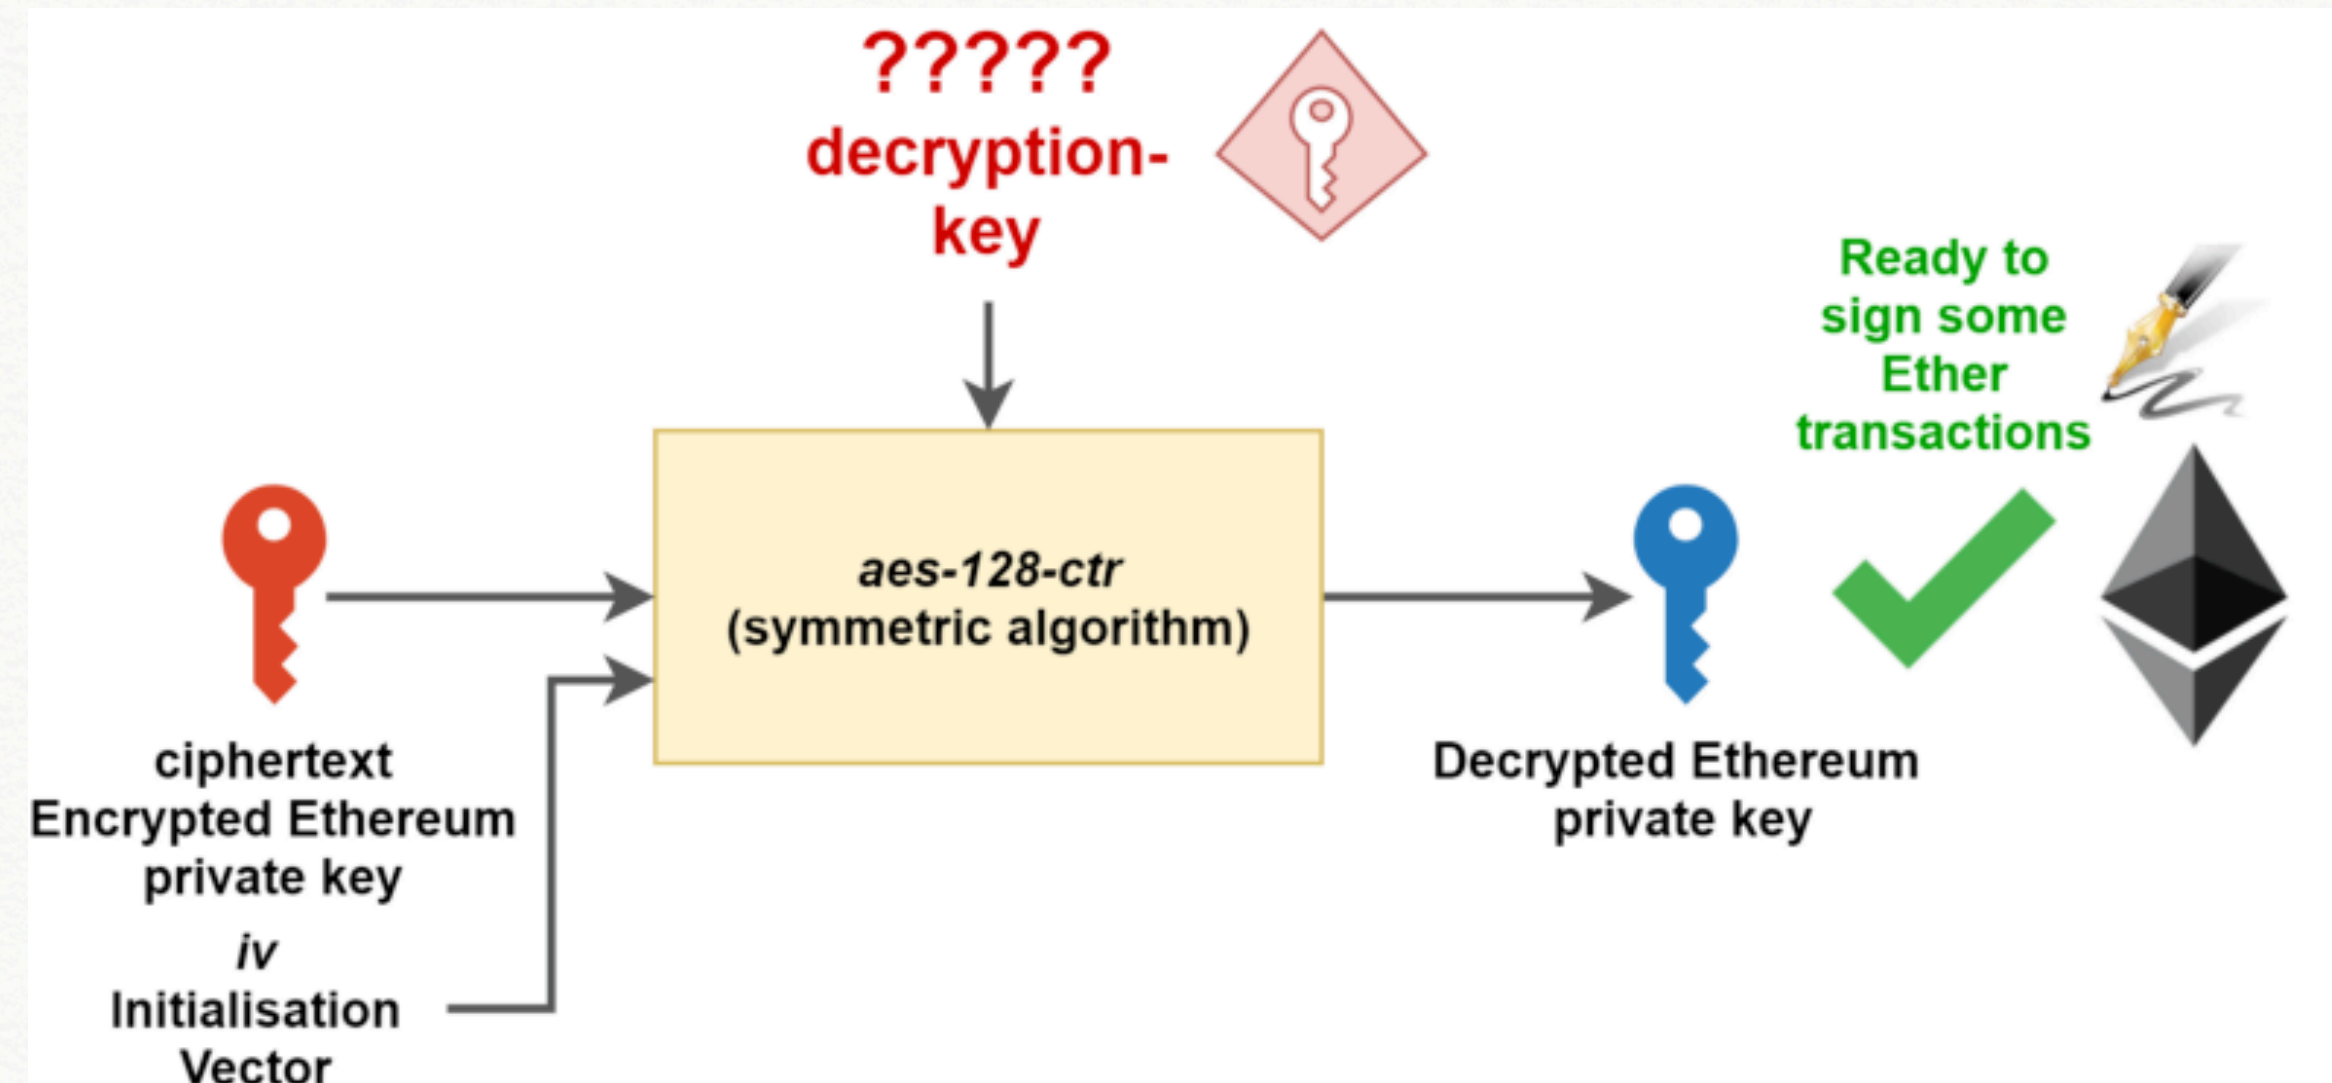 ?????
decryption-
key
Ready to
sign some
Ether
transactions
aes-128-ctr
(symmetric algorithm)
ciphertext
Encrypted Ethereum
private key
iv
Initialisation
Vector
Decrypted Ethereum
private key